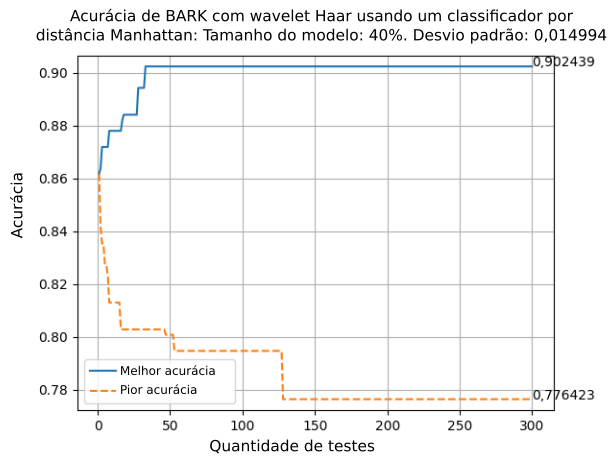 Acurácia de BARK com wavelet Haar usando um classificador por
distância Manhattan: Tamanho do modelo: 40%. Desvio padrão: 0,014994
0,902439
0.90
0.88
0.86
0.84
0.82
0.80
0.78
Acurácia
Melhor acurácia
Pior acurácia
0,776423
0 50 100 150 200 250 300
Quantidade de testes